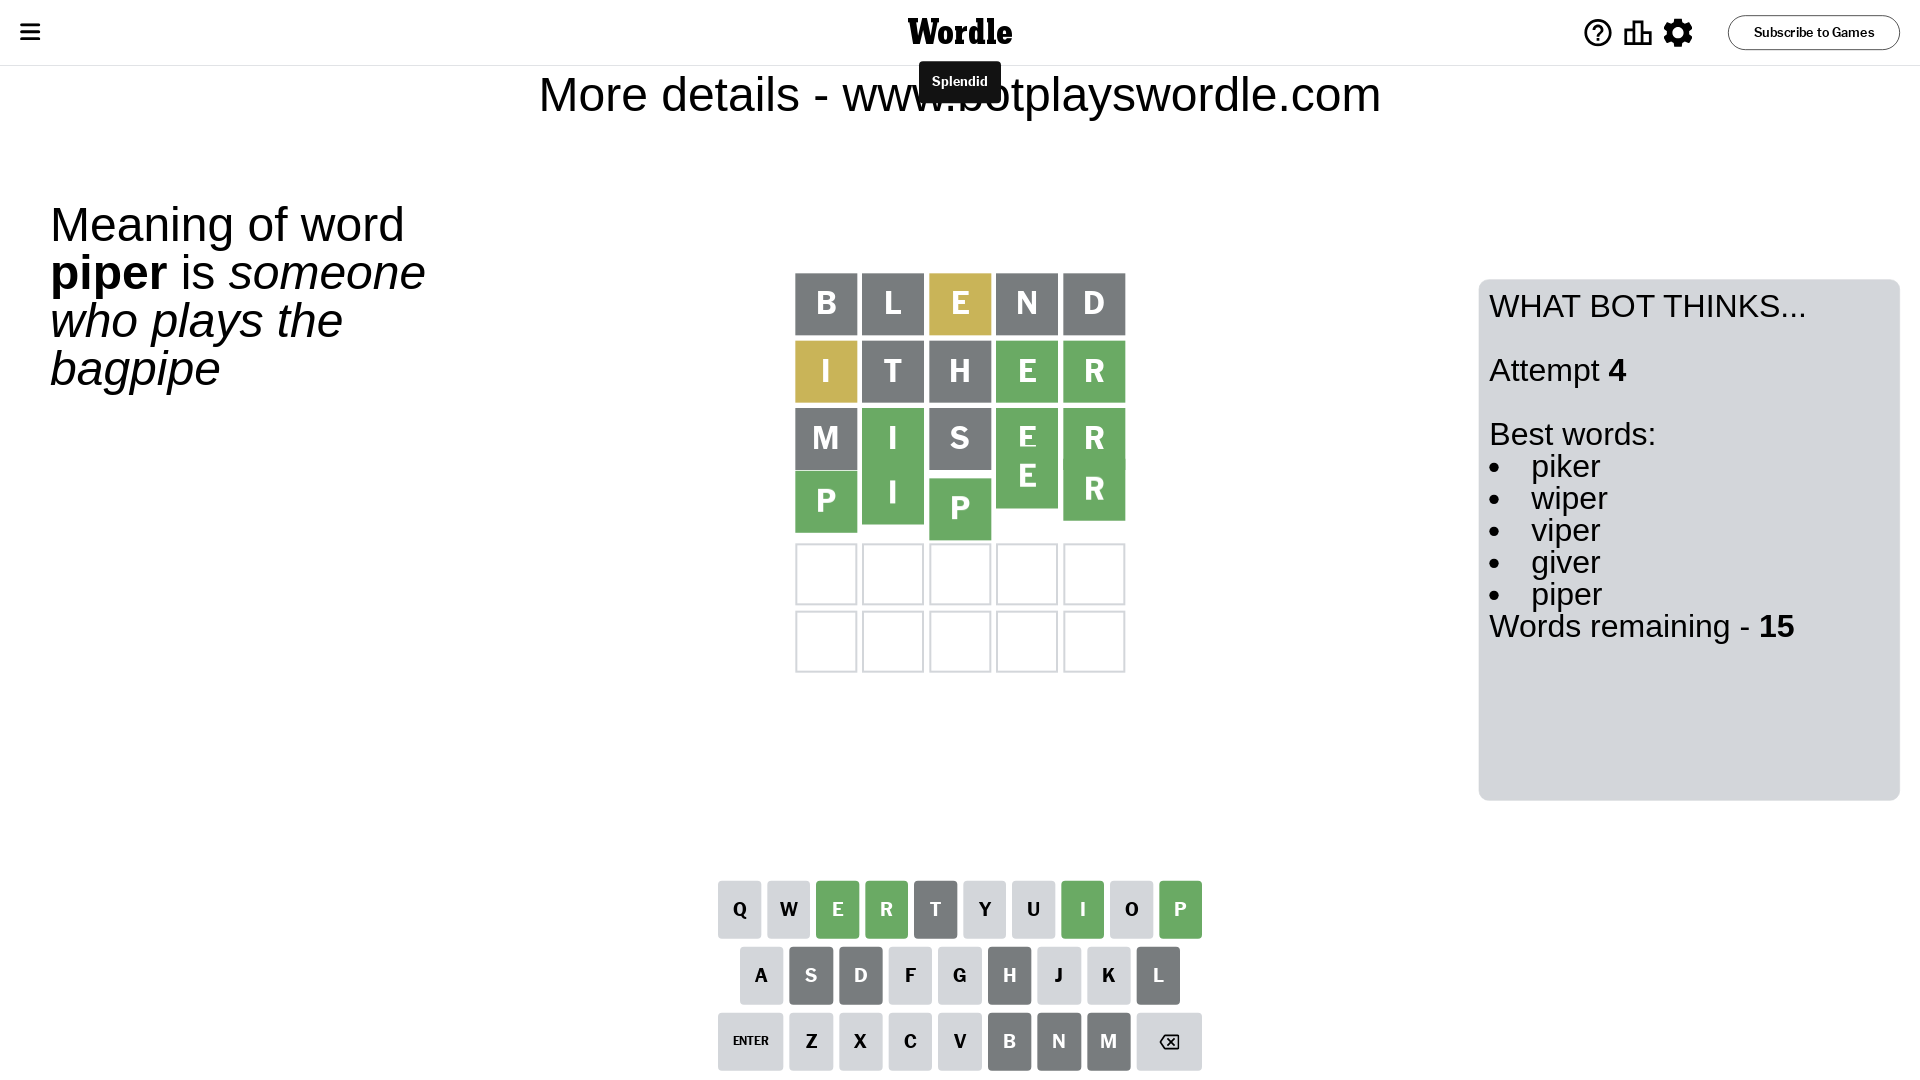 Wordle
Subscribe to Games
Splendid
More details - www.botplayswordle.com
Meaning of word
piper is someone
who plays the
bagpipe
B L E N D
I T H E R
M I S E R
P I P E R
WHAT BOT THINKS...
Attempt 4
Best words:
• piker
• wiper
• viper
• giver
• piper
Words remaining - 15
Q W E R T Y U I O P
A S D F G H J K L
ENTER Z X C V B N M